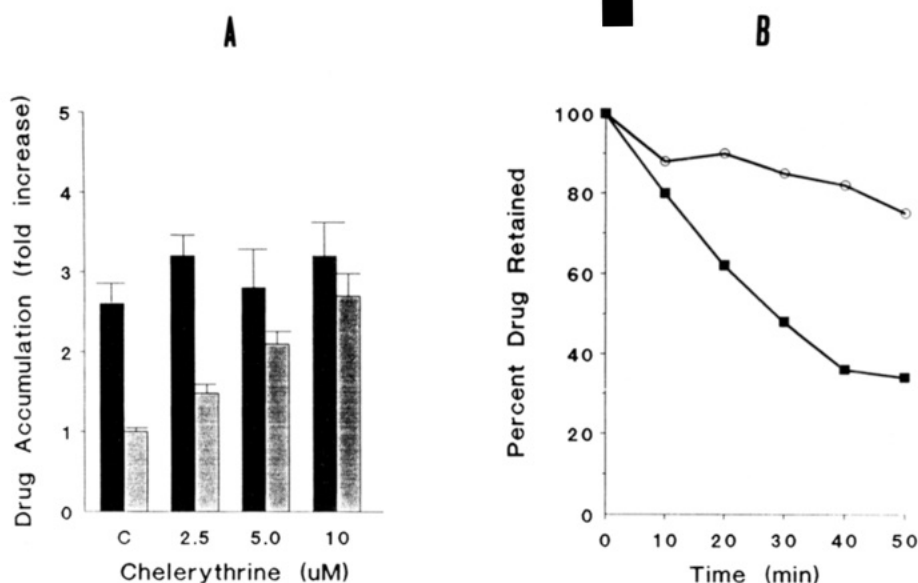 A
Drug Accumulation (fold increase)
5
4
3
2
1
0
C 2.5 5.0 10
Chelerythrine (uM)
B
Percent Drug Retained
100
80
60
40
20
0
0 10 20 30 40 50
Time (min)